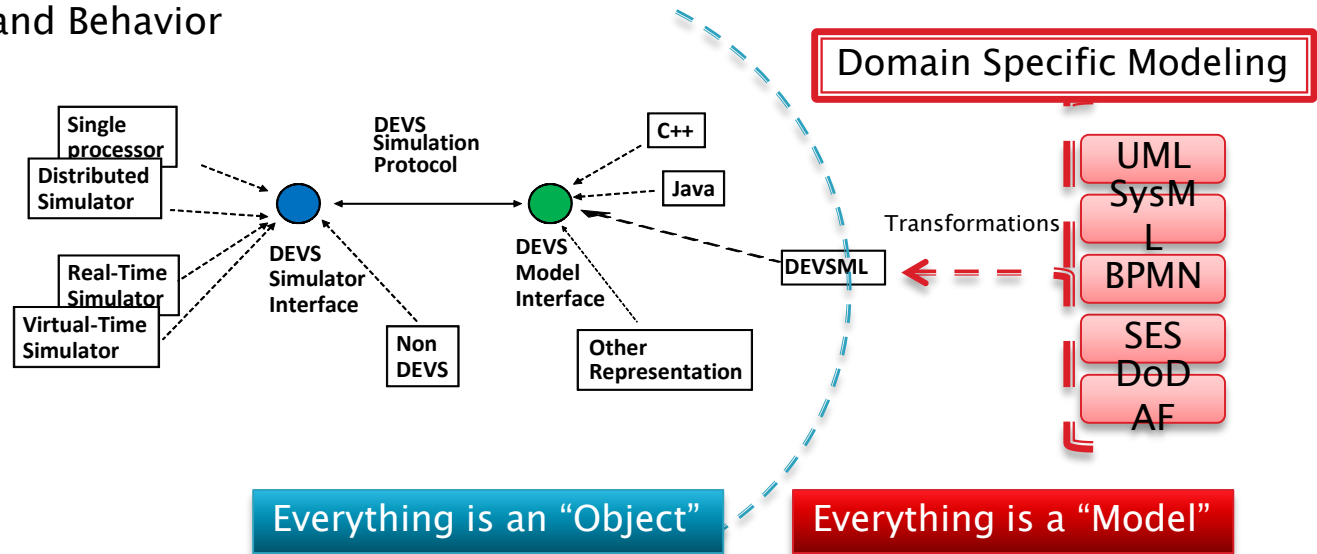 and Behavior
Domain Specific Modeling
Single
processor
Distributed
Simulator
Real-Time
Simulator
Virtual-Time
Simulator
DEVS
Simulator
Interface
DEVS
Simulation
Protocol
Non
DEVS
C++
Java
DEVS
Model
Interface
Other
Representation
DEVSML
Transformations
UML
SysM
L
BPMN
SES
DoD
AF
Everything is an “Object”
Everything is a “Model”